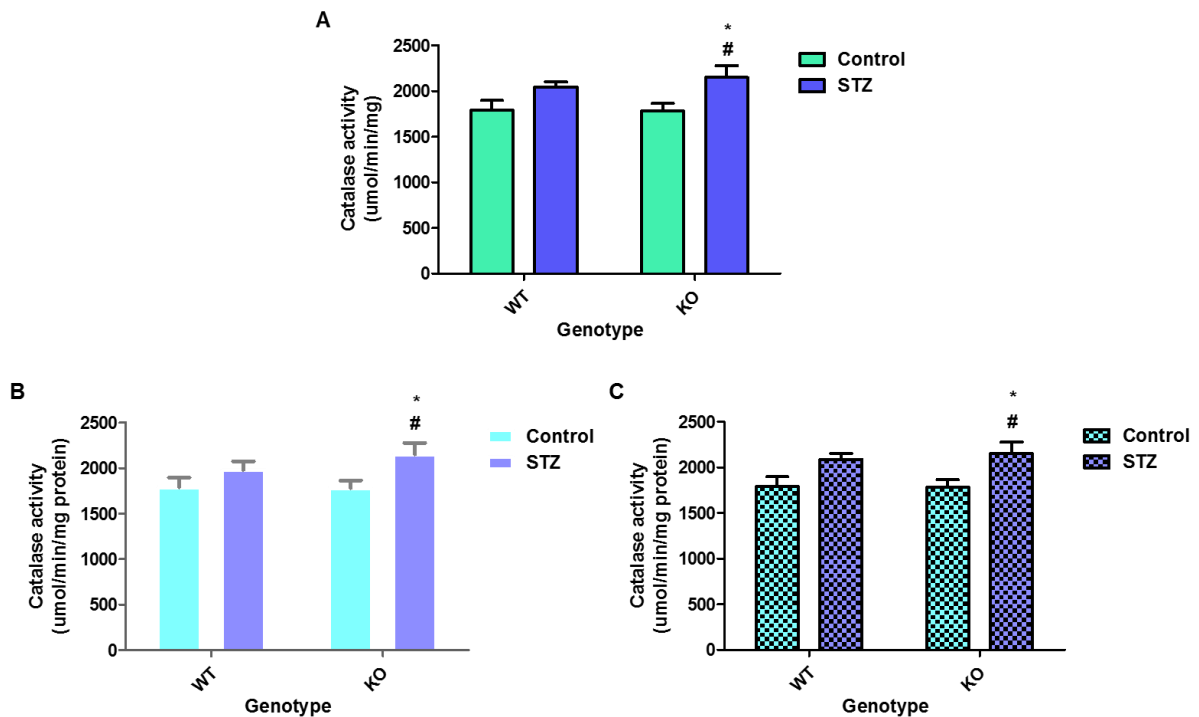 A
*
#
Control
STZ
Catalase activity
(umol/min/mg)
2500
2000
1500
1000
500
0
WT
KO
Genotype
B
*
#
Control
STZ
Catalase activity
(umol/min/mg protein)
2500
2000
1500
1000
500
0
WT
KO
Genotype
C
*
#
Control
STZ
Catalase activity
(umol/min/mg protein)
2500
2000
1500
1000
500
0
WT
KO
Genotype